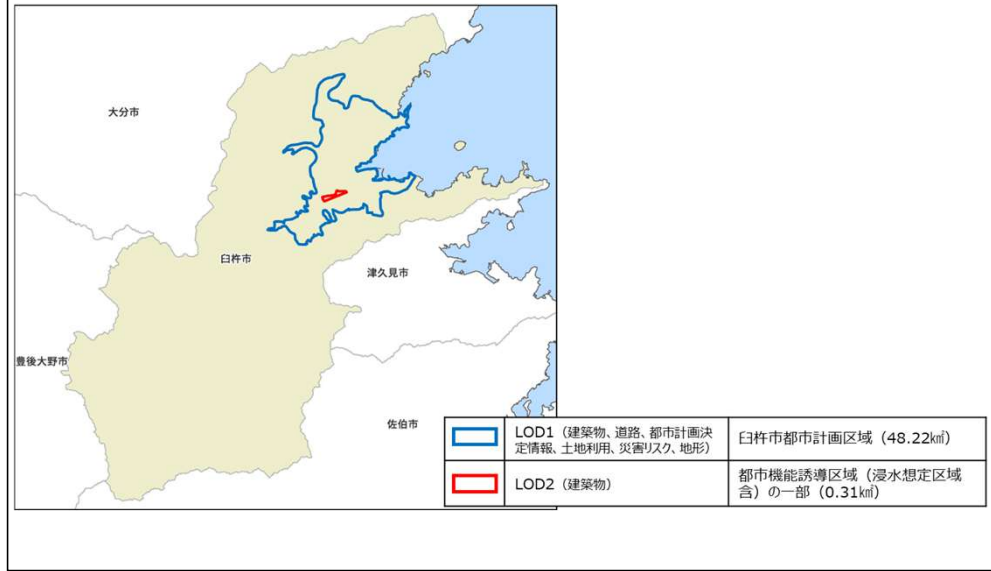 大分市
臼杵市
津久見市
豊後大野市
佐伯市
LOD1（建築物、道路、都市計画決
定情報、土地利用、災害リスク、地形）
臼杵市都市計画区域（48.22㎢）
LOD2（建築物）
都市機能誘導区域（浸水想定区域
含）の一部（0.31㎢）